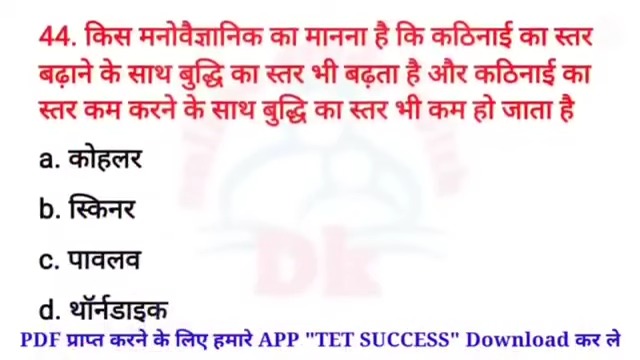 44. किस मनोवैज्ञानिक का मानना है कि कठिनाई का स्तर
बढ़ाने के साथ बुद्धि का स्तर भी बढ़ता है और कठिनाई का
स्तर कम करने के साथ बुद्धि का स्तर भी कम हो जाता है
a. कोहलर
b. स्किनर
c. पावलव
d. थॉर्नडाइक
Dk
PDF प्राप्त करने के लिए हमारे APP "TET SUCCESS" Download कर ले